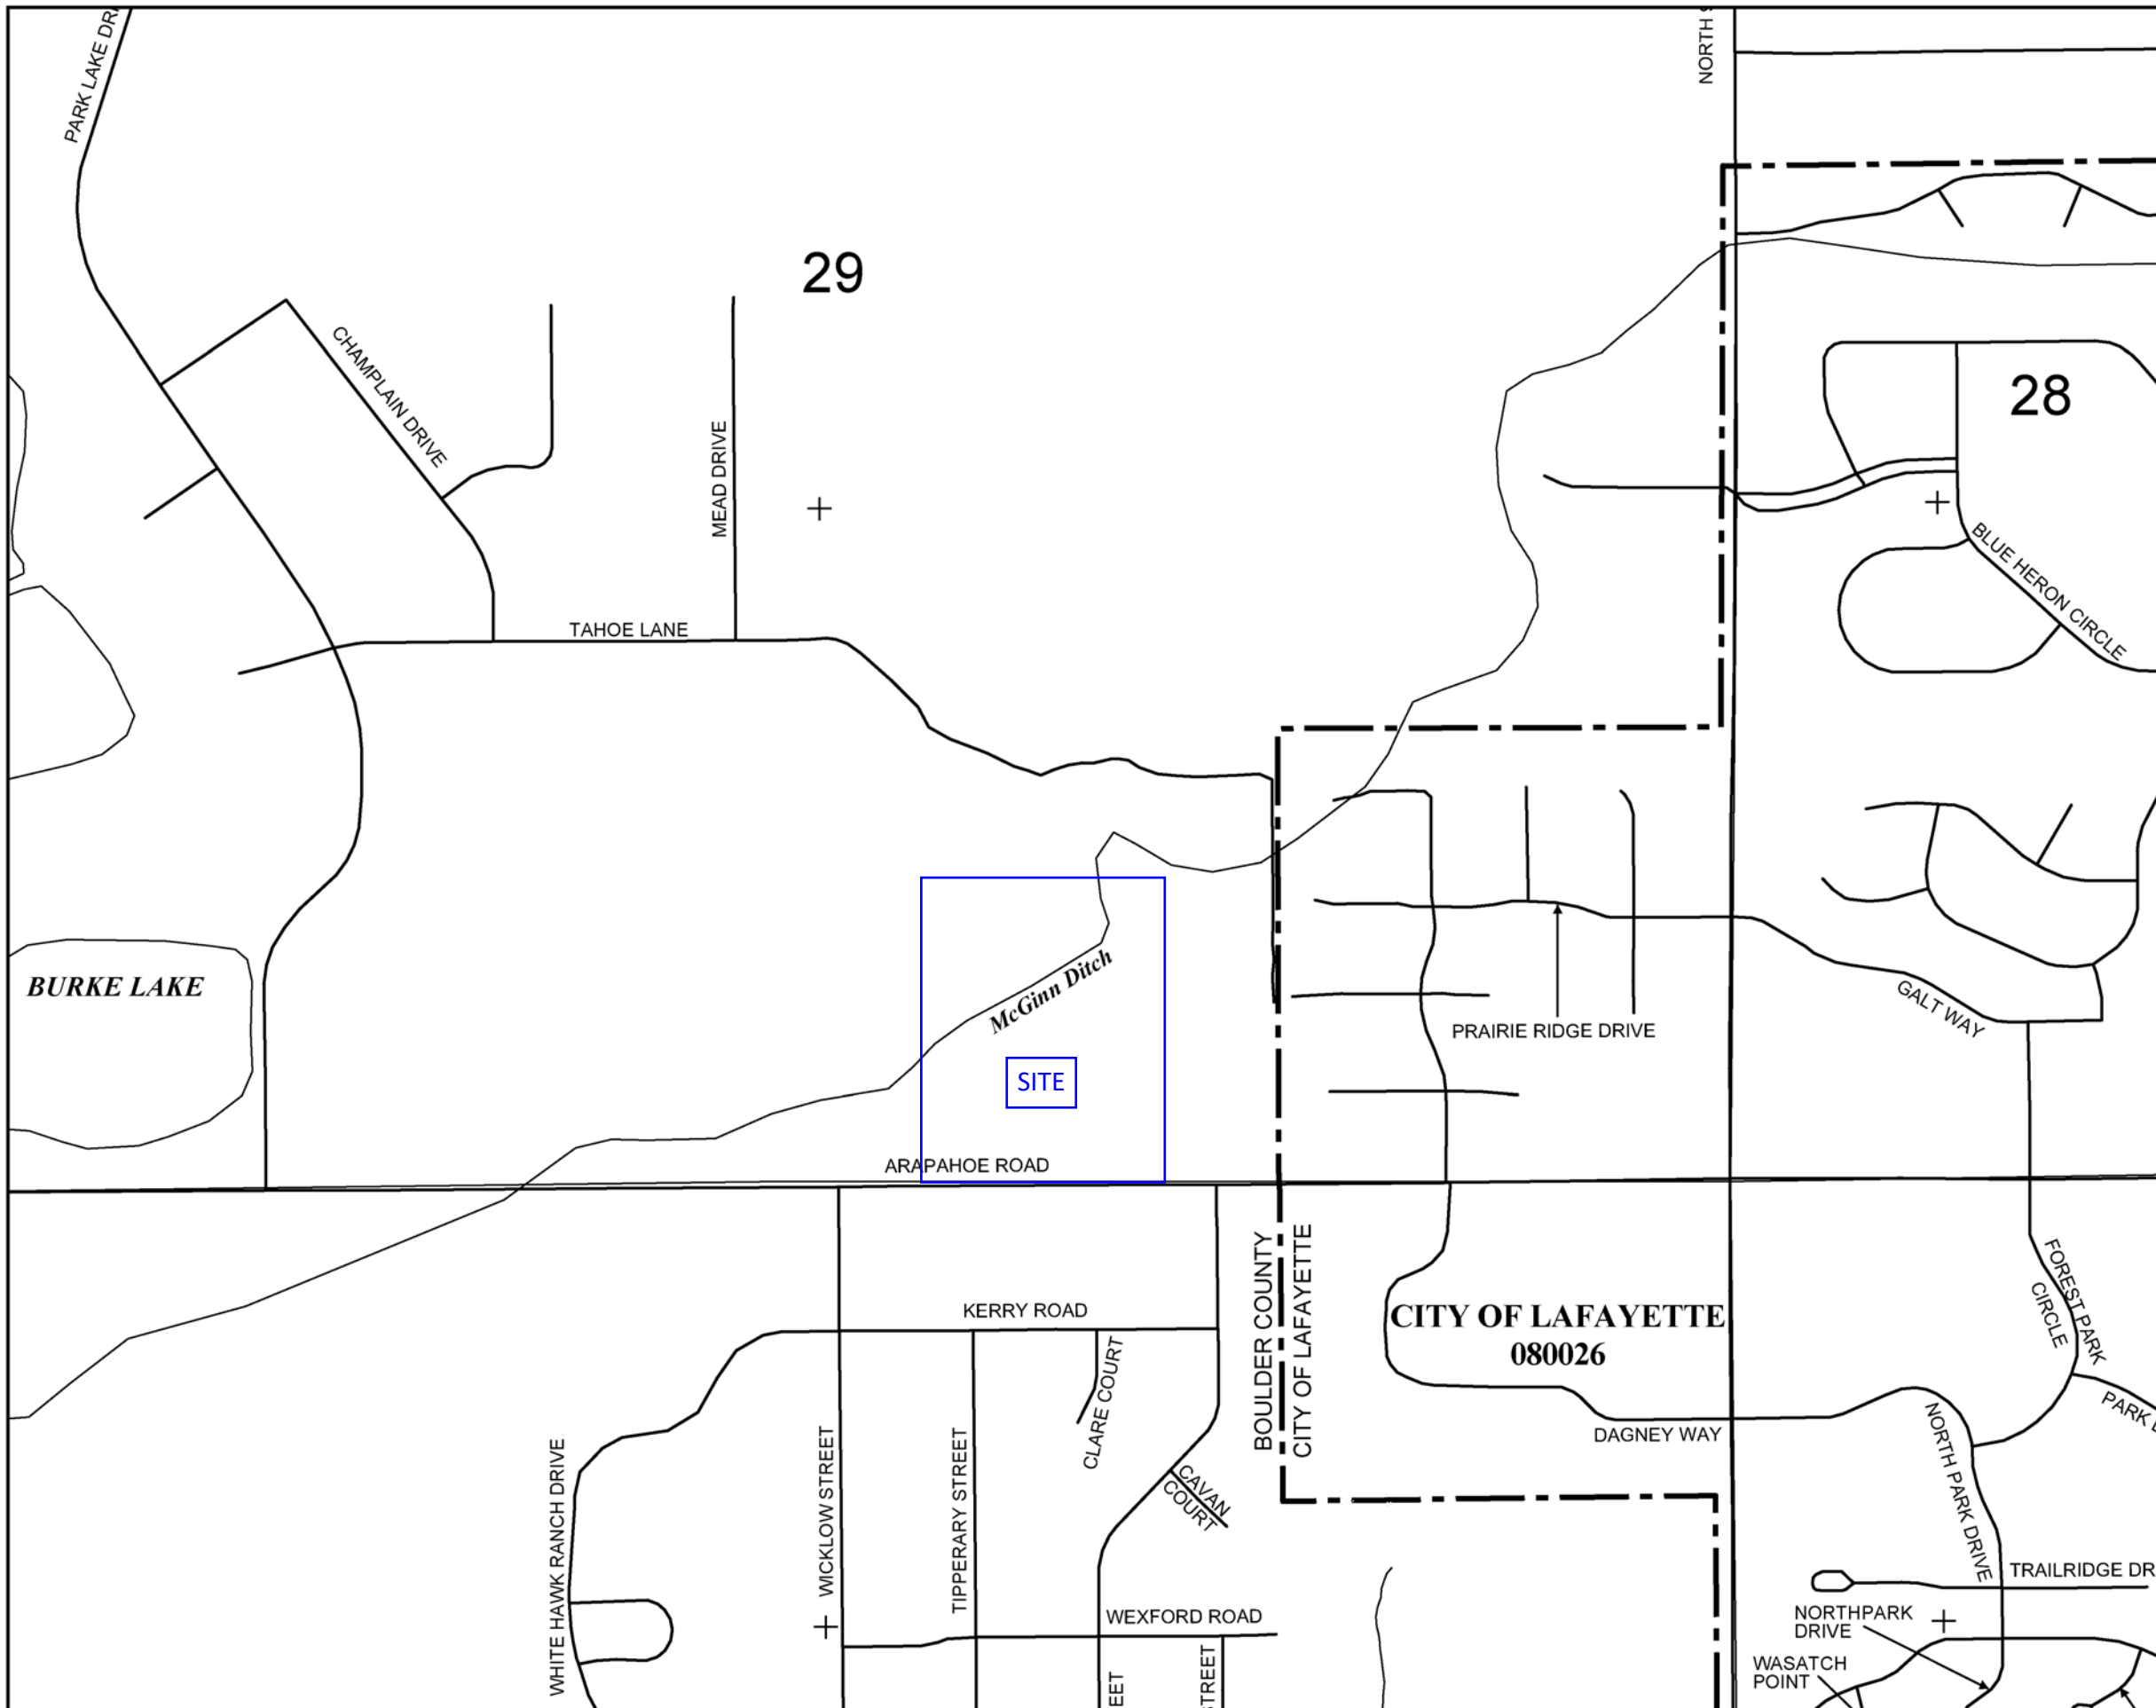 PARK LAKE
NORTH
29
28
CHAMPLAIN DRIVE
MEAD DRIVE
BLUE HERON CIRCLE
TAHOE LANE
BURKE LAKE
McGinn Ditch
GALT WAY
PRAIRIE RIDGE DRIVE
SITE
ARAPAHOE ROAD
BOULDER COUNTY
CITY OF LAFAYETTE
KERRY ROAD
CITY OF LAFAYETTE
080026
FOREST PARK
CIRCLE
CLARE COURT
PARK
DAGNEY WAY
NORTH PARK DRIVE
WHITE HAWK RANCH DRIVE
WICKLOW STREET
TIPPERARY STREET
CAVAN
COURT
TRAILRIDGE
WEXFORD ROAD
NORTHPARK
DRIVE
WASATCH
POINT
STREET